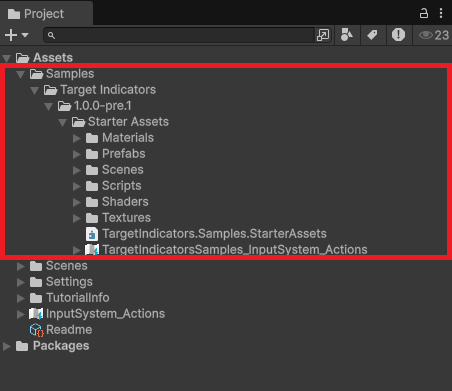 Project
23
Assets
Samples
Target Indicators
1.0.0-pre.1
Starter Assets
Materials
Prefabs
Scenes
Scripts
Shaders
Textures
TargetIndicators.Samples.StarterAssets
TargetIndicatorsSamples_InputSystem_Actions
Scenes
Settings
TutorialInfo
InputSystem_Actions
Readme
Packages